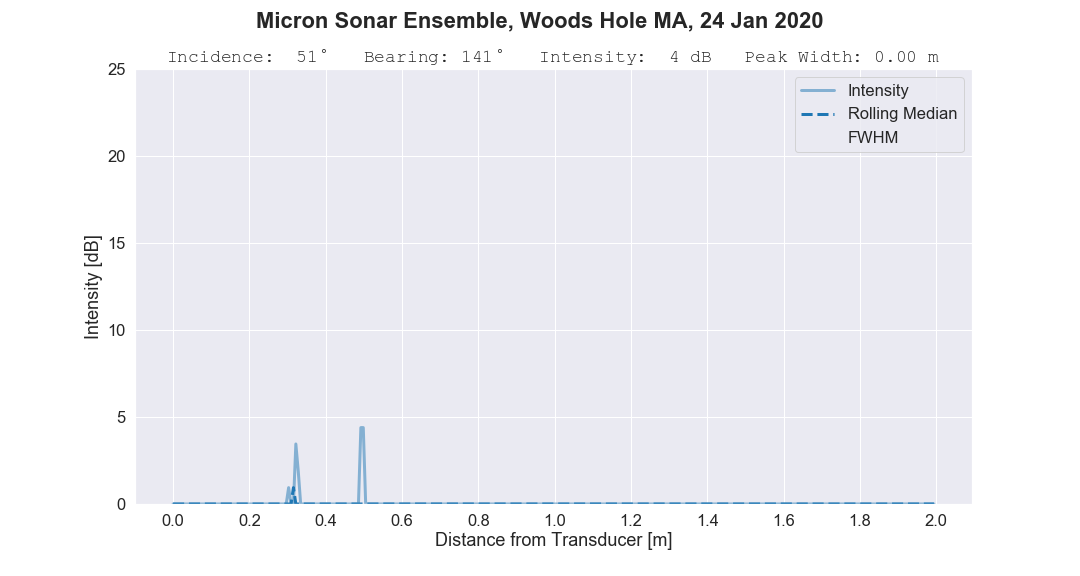 Micron Sonar Ensemble, Woods Hole MA, 24 Jan 2020
Incidence:  51°   Bearing: 141°   Intensity:  4 dB   Peak Width: 0.00 m
25
20
15
10
5
0
Intensity [dB]
Intensity
Rolling Median
FWHM
0.0 0.2 0.4 0.6 0.8 1.0 1.2 1.4 1.6 1.8 2.0
Distance from Transducer [m]